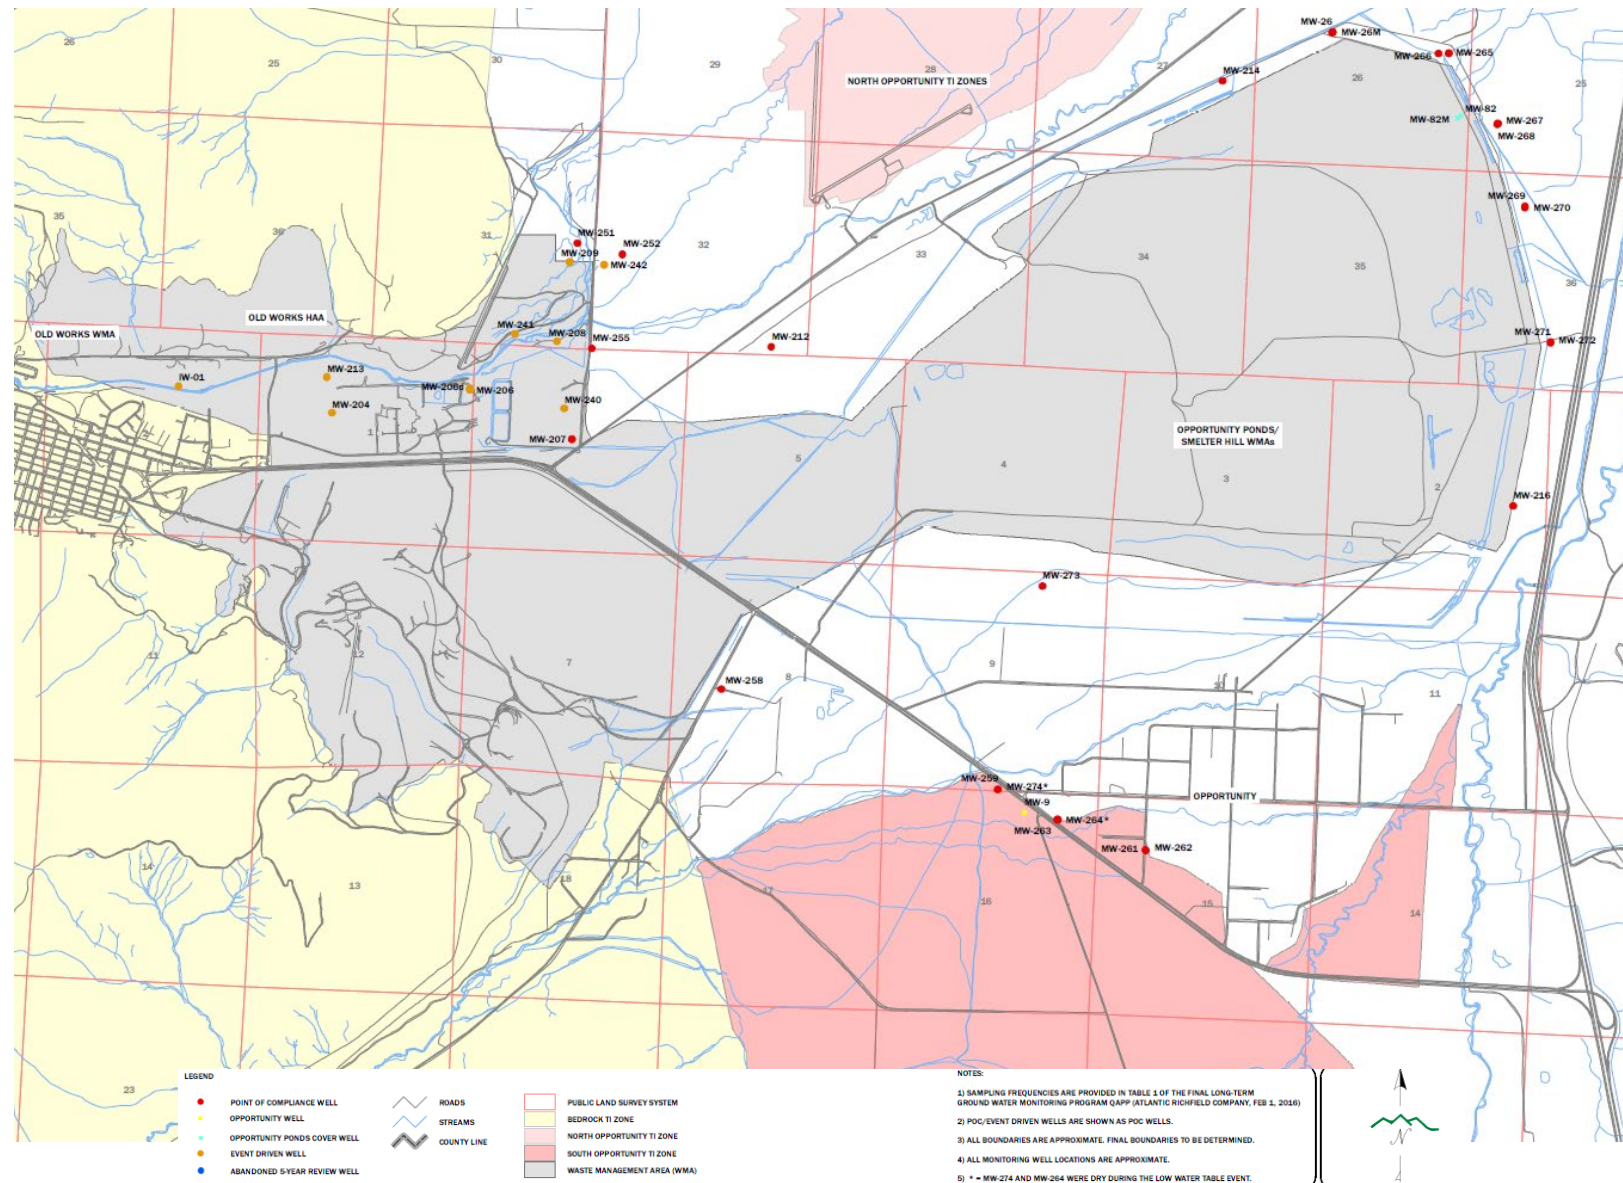 26
25
30
29
28
27
26
25
NORTH OPPORTUNITY TI ZONES
MW-26
MW-26M
MW-266
MW-265
MW-214
MW-82
MW-82M
MW-267
MW-268
MW-269
MW-270
35
36
31
32
33
34
35
36
MW-251
MW-252
MW-209
MW-242
OLD WORKS WMA
OLD WORKS HAA
MW-241
MW-208
MW-255
MW-212
MW-271
MW-272
IW-01
MW-213
MW-206
MW-204
MW-240
MW-207
1
5
4
3
2
OPPORTUNITY PONDS/
SMELTER HILL WMAs
MW-216
MW-273
11
12
7
8
9
10
11
MW-258
MW-259
MW-274*
MW-9
MW-263
MW-264*
OPPORTUNITY
MW-261
MW-262
14
13
18
17
16
15
14
23
LEGEND
POINT OF COMPLIANCE WELL
OPPORTUNITY WELL
OPPORTUNITY PONDS COVER WELL
EVENT DRIVEN WELL
ABANDONED 5-YEAR REVIEW WELL
ROADS
STREAMS
COUNTY LINE
PUBLIC LAND SURVEY SYSTEM
BEDROCK TI ZONE
NORTH OPPORTUNITY TI ZONE
SOUTH OPPORTUNITY TI ZONE
WASTE MANAGEMENT AREA (WMA)
NOTES:
1) SAMPLING FREQUENCIES ARE PROVIDED IN TABLE 1 OF THE FINAL LONG-TERM
GROUND WATER MONITORING PROGRAM QAPP (ATLANTIC RICHFIELD COMPANY, FEB 1, 2016)
2) POC/EVENT DRIVEN WELLS ARE SHOWN AS POC WELLS.
3) ALL BOUNDARIES ARE APPROXIMATE. FINAL BOUNDARIES TO BE DETERMINED.
4) ALL MONITORING WELL LOCATIONS ARE APPROXIMATE.
5) * = MW-274 AND MW-264 WERE DRY DURING THE LOW WATER TABLE EVENT.
N